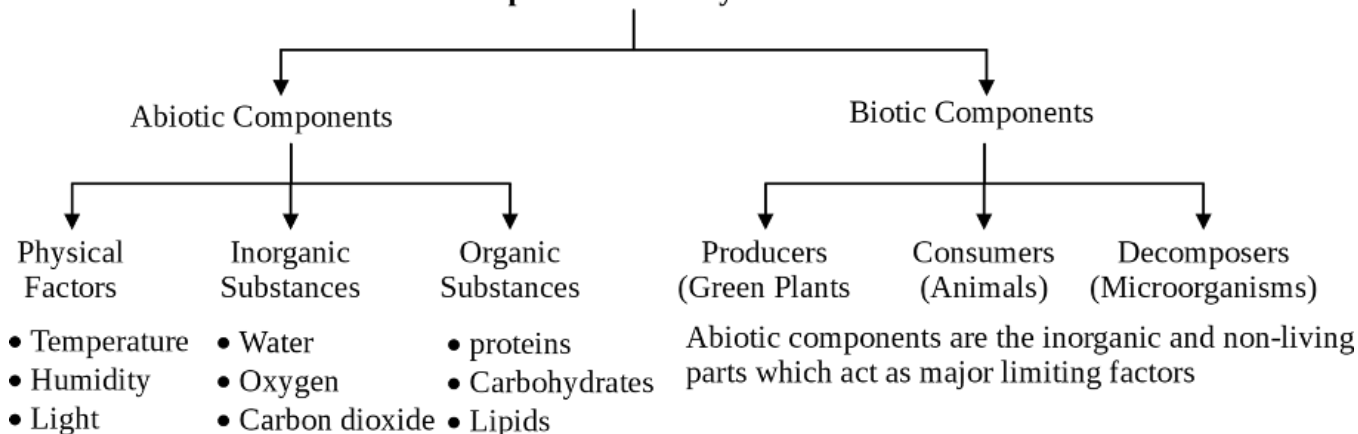 Abiotic Components
Biotic Components
Physical
Factors
Inorganic
Substances
Organic
Substances
Producers
(Green Plants
Consumers
(Animals)
Decomposers
(Microorganisms)
• Temperature
• Humidity
• Light
• Water
• Oxygen
• Carbon dioxide
• proteins
• Carbohydrates
• Lipids
Abiotic components are the inorganic and non-living
parts which act as major limiting factors